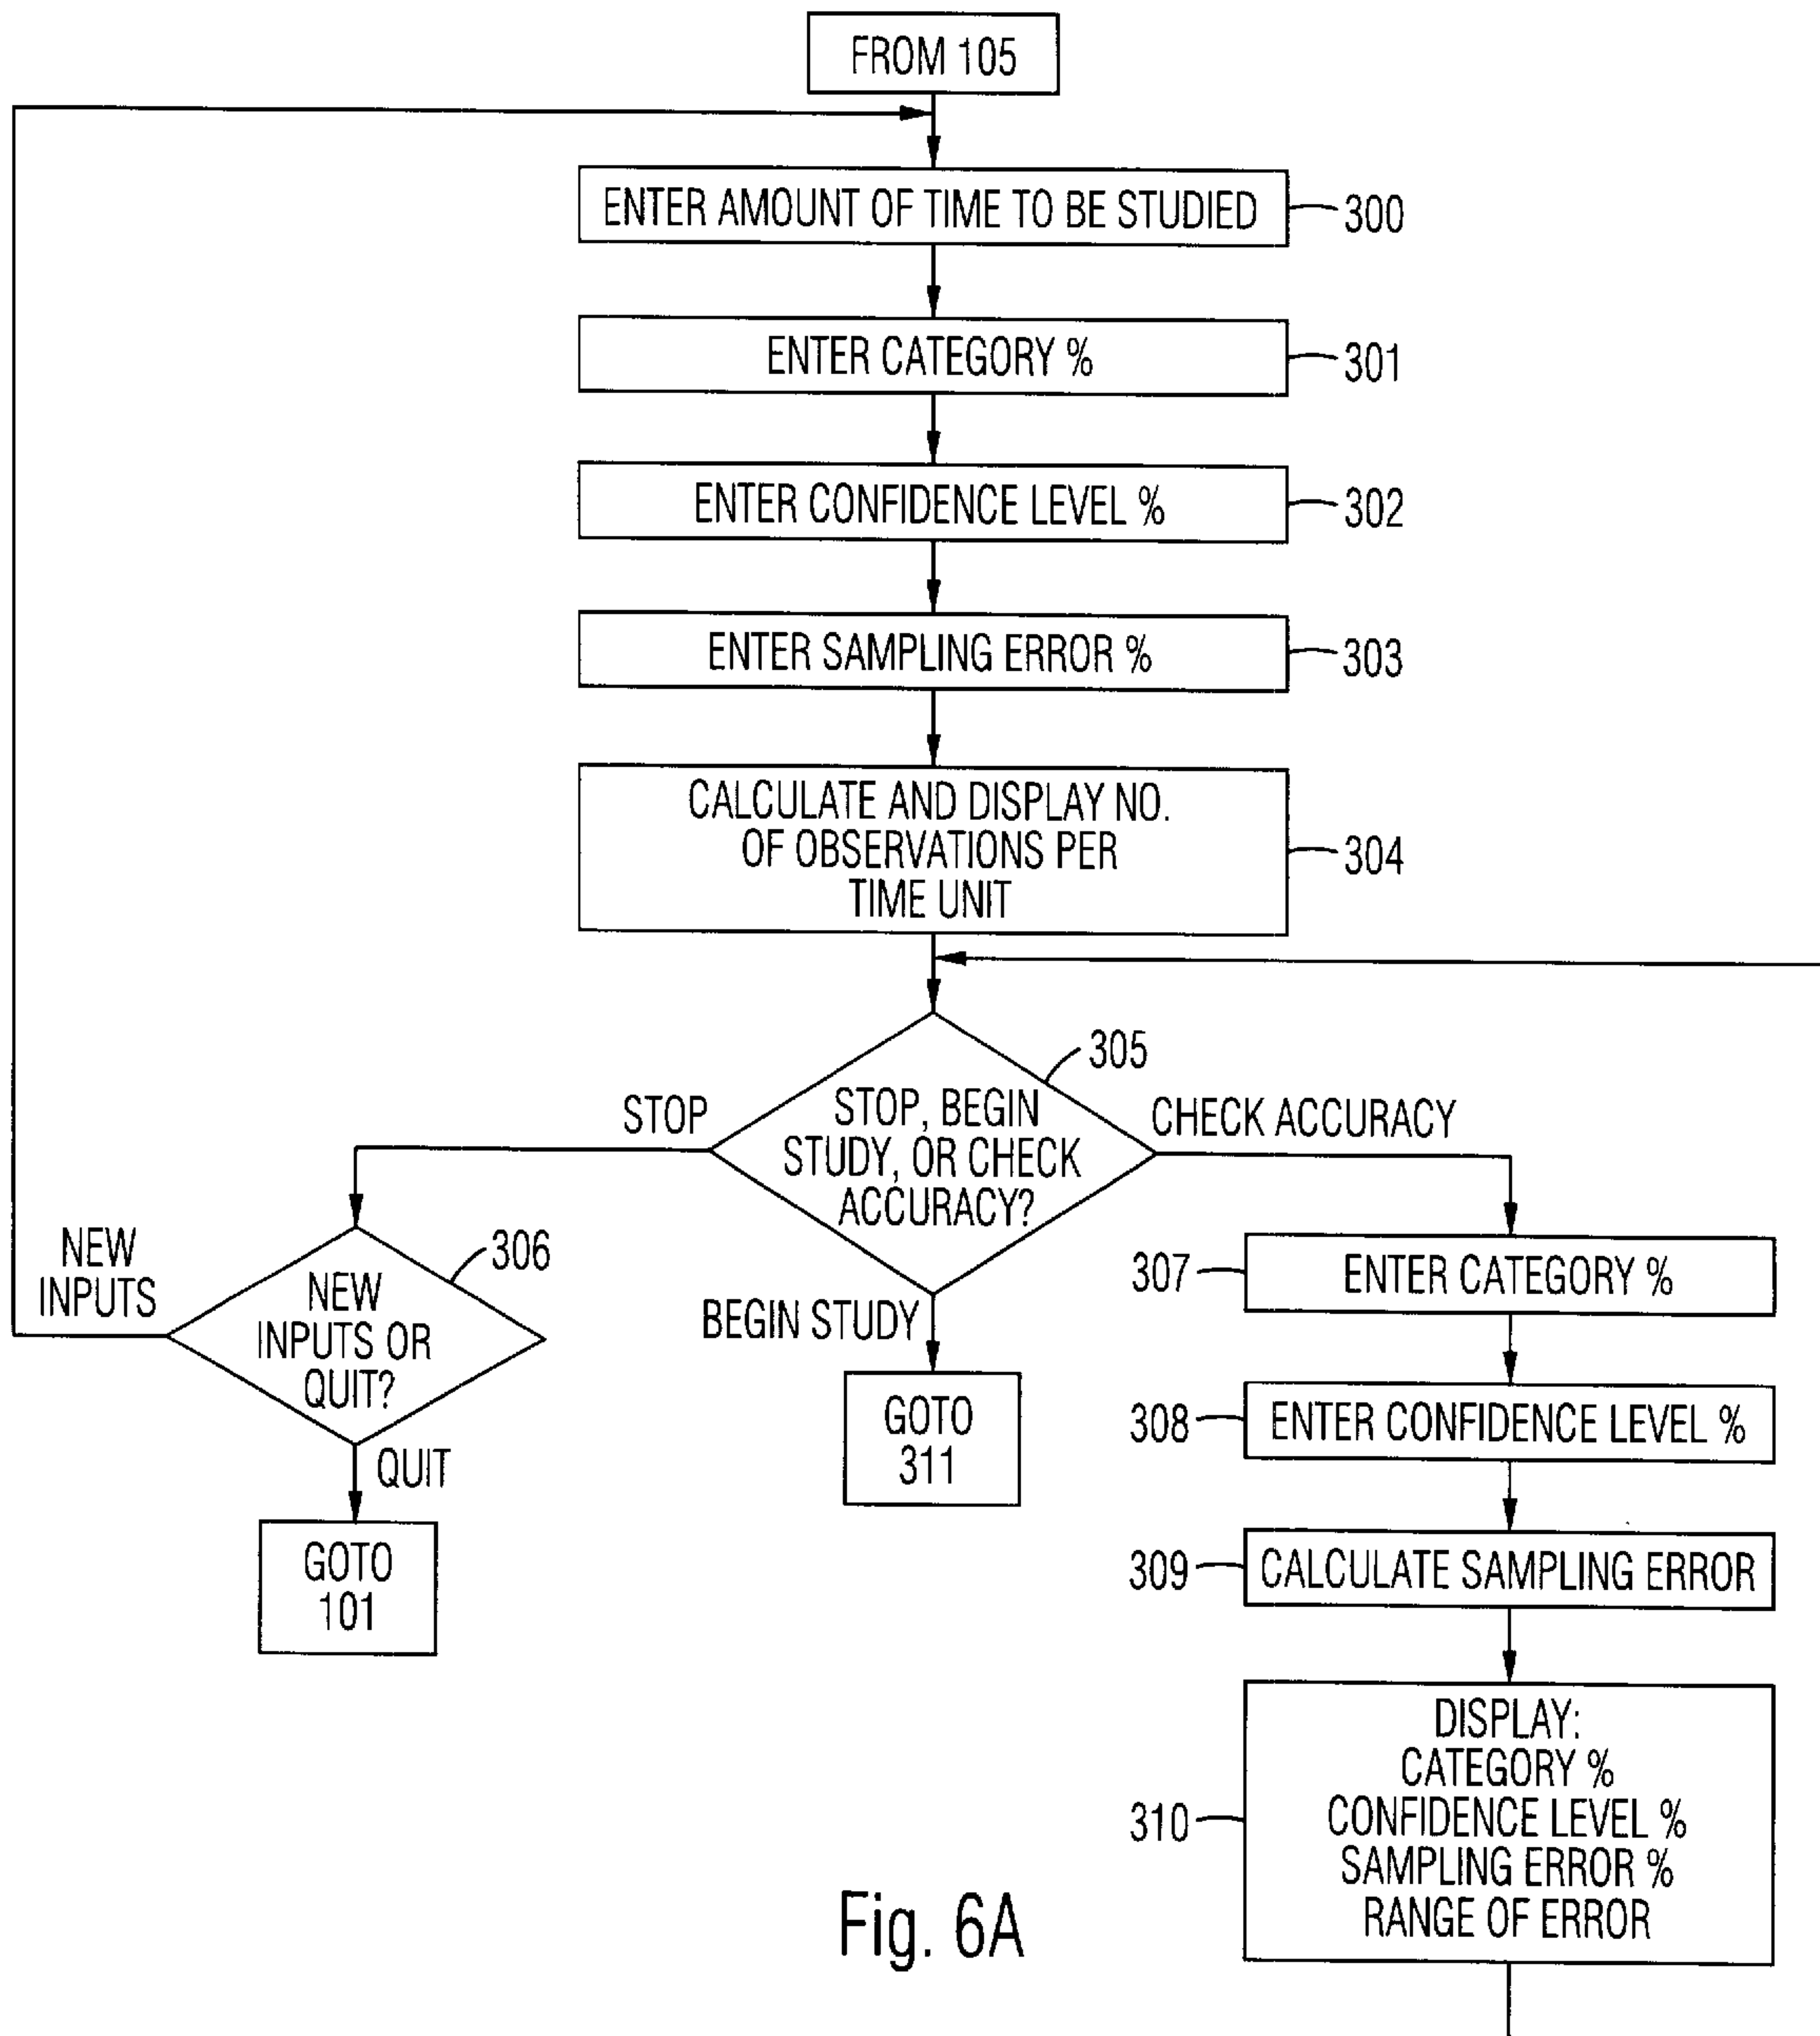 FROM 105
ENTER AMOUNT OF TIME TO BE STUDIED
300
ENTER CATEGORY %
301
ENTER CONFIDENCE LEVEL %
302
ENTER SAMPLING ERROR %
303
CALCULATE AND DISPLAY NO.
OF OBSERVATIONS PER
TIME UNIT
304
305
STOP, BEGIN
STUDY, OR CHECK
ACCURACY?
STOP
CHECK ACCURACY
BEGIN STUDY
306
NEW
INPUTS OR
QUIT?
NEW
INPUTS
QUIT
GOTO
101
GOTO
311
307
ENTER CATEGORY %
308
ENTER CONFIDENCE LEVEL %
309
CALCULATE SAMPLING ERROR
310
DISPLAY:
CATEGORY %
CONFIDENCE LEVEL %
SAMPLING ERROR %
RANGE OF ERROR
Fig. 6A